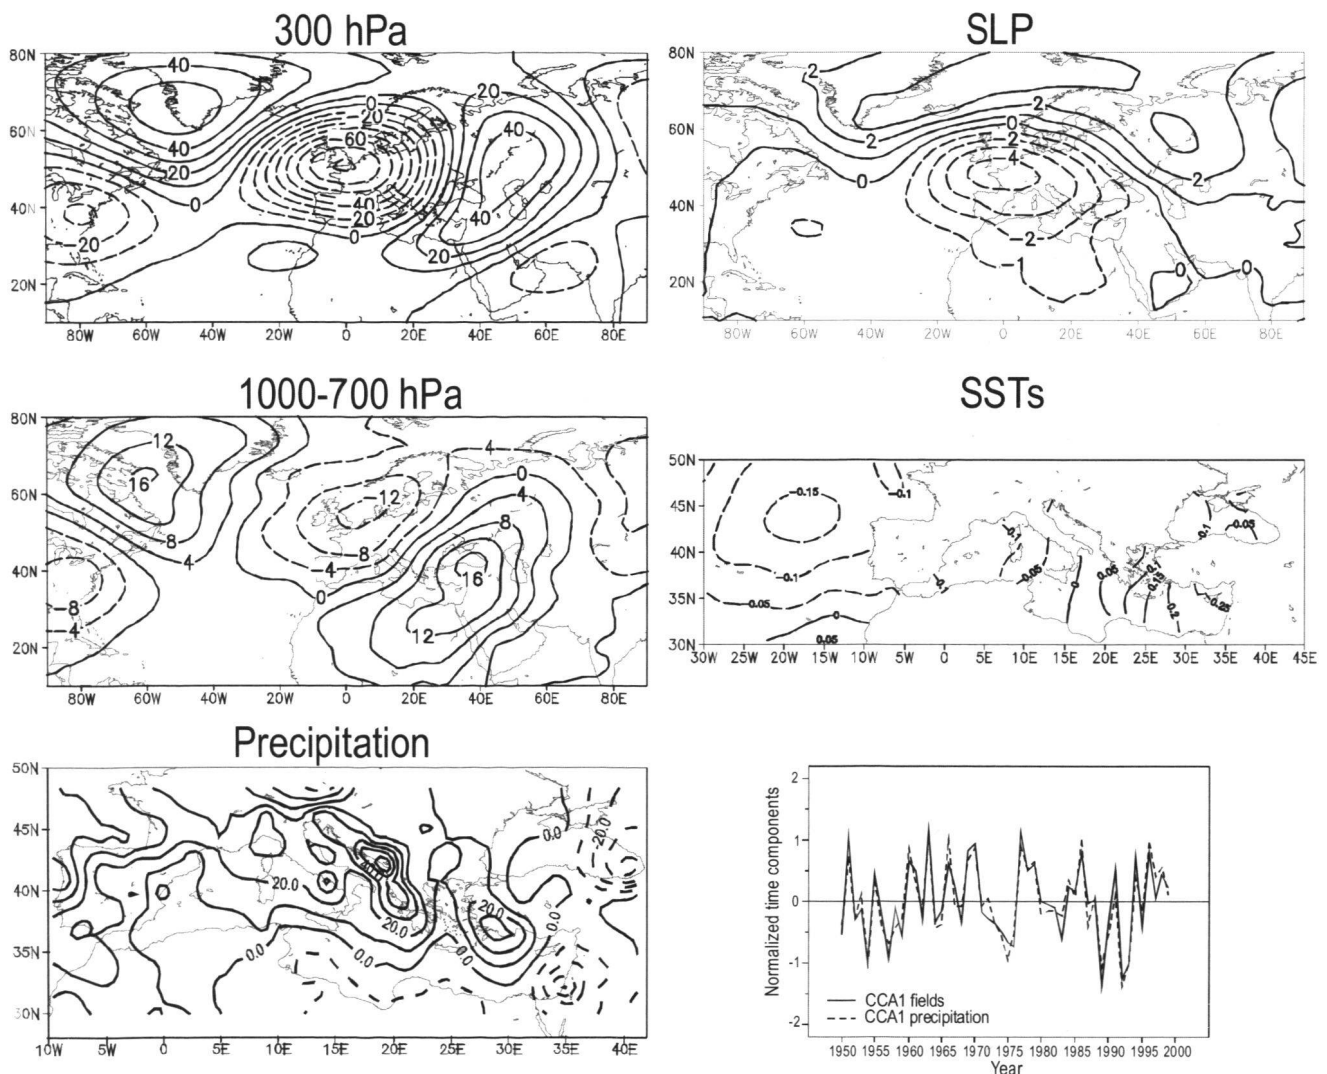 300 hPa
SLP
80N
60N
40N
20N
40
40
20
0
0
20
60
40
20
0
20
40
40
20
80W
60W
40W
20W
0
20E
40E
60E
80E
80N
60N
40N
20N
2
2
2
0
2
4
0
-2
-1
2
0
0
80W
60W
40W
20W
0
20E
40E
60E
80E
1000-700 hPa
SSTs
80N
60N
40N
20N
12
16
8
4
8
4
4
12
8
4
0
0
4
8
16
12
80W
60W
40W
20W
0
20E
40E
60E
80E
50N
45N
40N
35N
30N
-0.15
-0.1
-0.1
0.05
0
0.05
-0.1
-0.05
0
0.05
0.1
0.15
0.2
0.25
-0.1
-0.05
30W
25W
20W
15W
10W
5W
0
5E
10E
15E
20E
25E
30E
35E
40E
45E
Precipitation
50N
45N
40N
35N
30N
20.0
0.0
0.0
20.0
0.0
20.0
0.0
0.0
20.0
10W
5W
0
5E
10E
15E
20E
25E
30E
35E
40E
Normalized time components
2
1
0
-1
-2
CCA1 fields
CCA1 precipitation
1950 1955 1960 1965 1970 1975 1980 1985 1990 1995 2000
Year